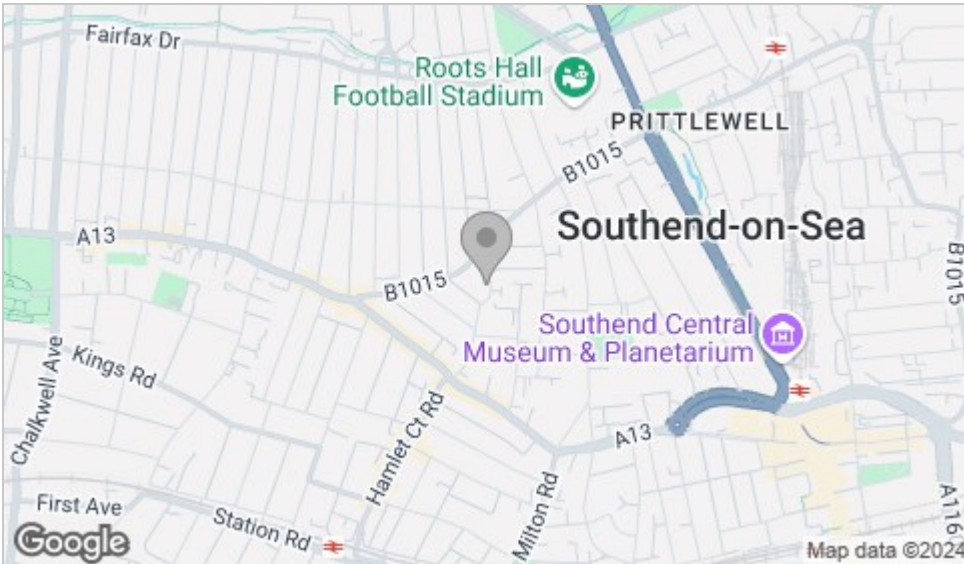 Fairfax Dr
Roots Hall
Football Stadium
PRITTLEWELL
B1015
Southend-on-Sea
A13
B1015
B1015
Southend Central
Museum & Planetarium
Kings Rd
Chalkwell Ave
Hamlet Ct Rd
A13
Milton Rd
First Ave
Station Rd
A116
Google
Map data ©2024